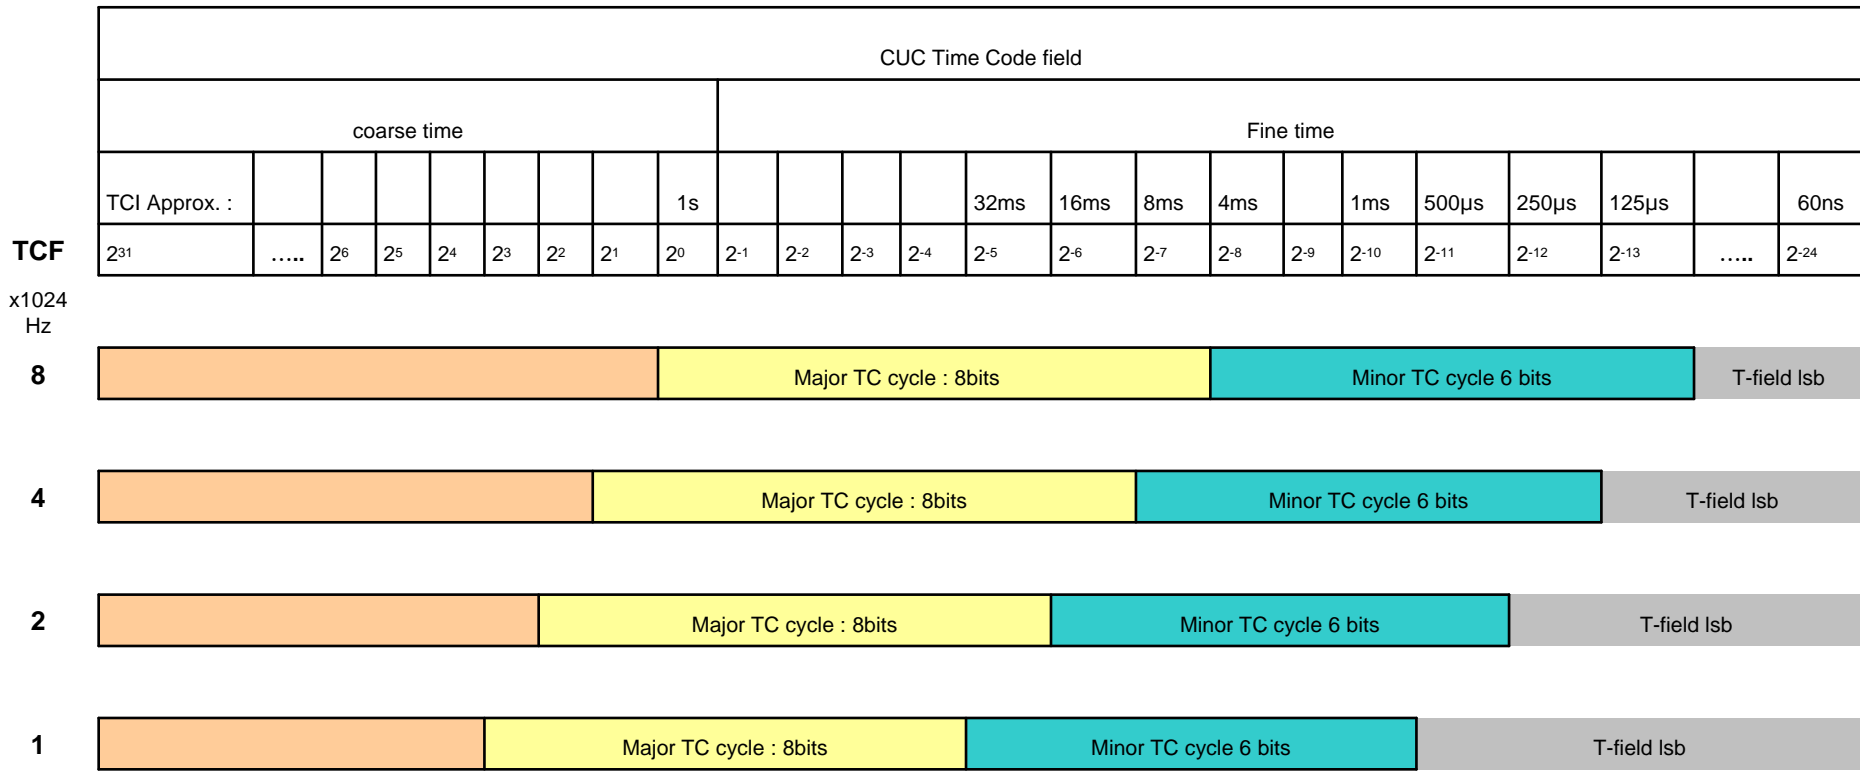 CUC Time Code field
coarse time Fine time
TCI Approx. : 1s 32ms 16ms 8ms 4ms 1ms 500µs 250µs 125µs 60ns
TCF 2³¹ ….. 2⁶ 2⁵ 2⁴ 2³ 2² 2¹ 2⁰ 2⁻¹ 2⁻² 2⁻³ 2⁻⁴ 2⁻⁵ 2⁻⁶ 2⁻⁷ 2⁻⁸ 2⁻⁹ 2⁻¹⁰ 2⁻¹¹ 2⁻¹² 2⁻¹³ ….. 2⁻²⁴
x1024
Hz
8 Major TC cycle : 8bits Minor TC cycle 6 bits T-field lsb
4 Major TC cycle : 8bits Minor TC cycle 6 bits T-field lsb
2 Major TC cycle : 8bits Minor TC cycle 6 bits T-field lsb
1 Major TC cycle : 8bits Minor TC cycle 6 bits T-field lsb